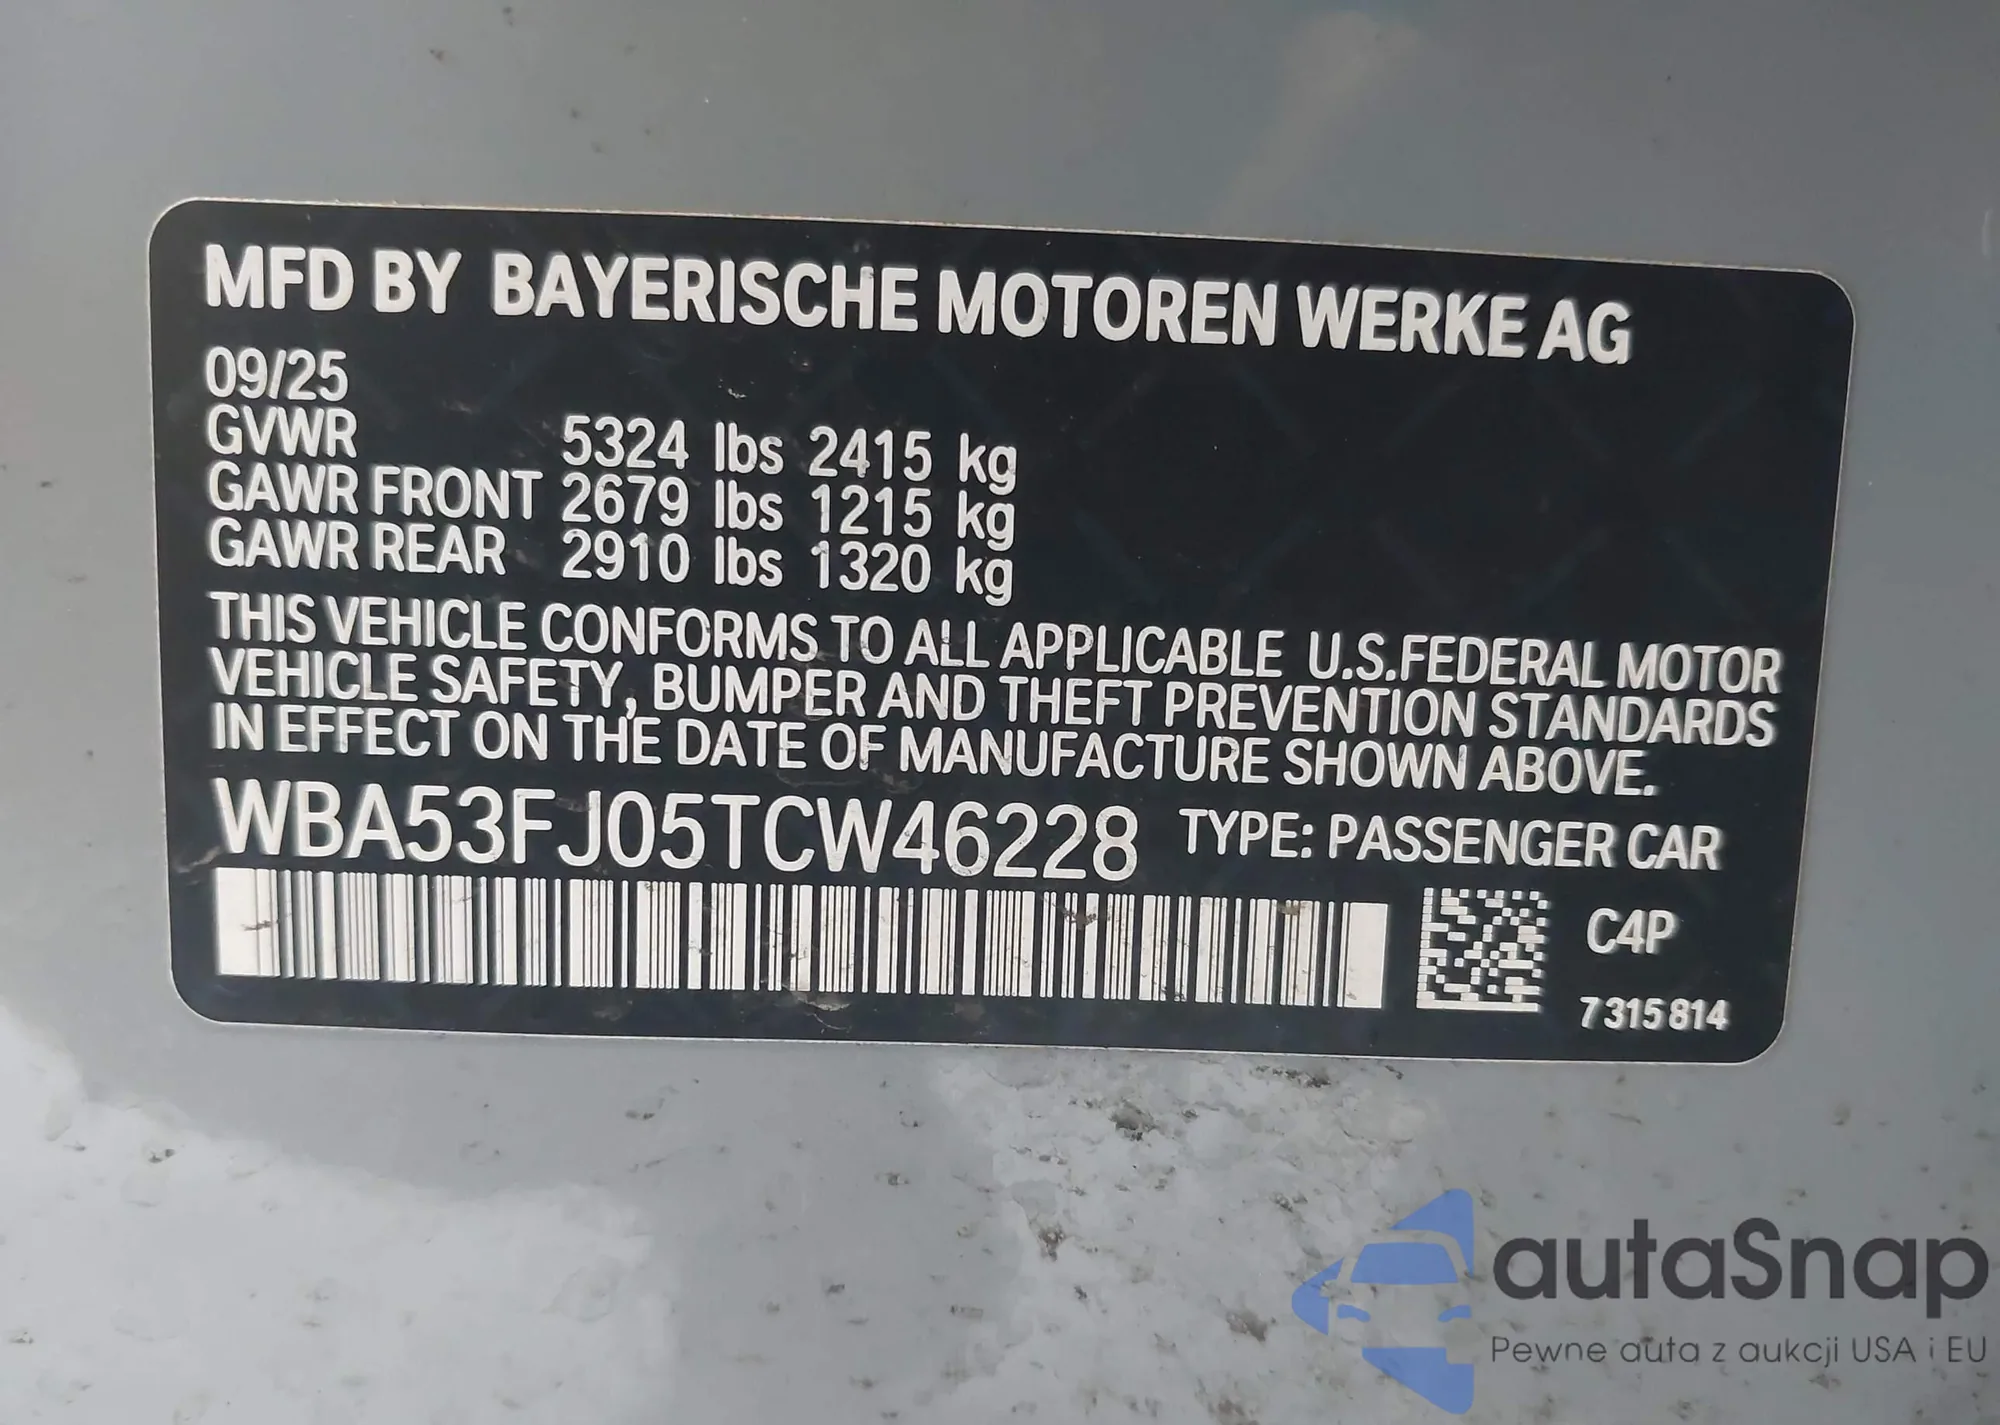 MFD BY BAYERISCHE MOTOREN WERKE AG
09/25
GVWR 5324 lbs 2415 kg
GAWR FRONT 2679 lbs 1215 kg
GAWR REAR 2910 lbs 1320 kg
THIS VEHICLE CONFORMS TO ALL APPLICABLE U.S.FEDERAL MOTOR
VEHICLE SAFETY, BUMPER AND THEFT PREVENTION STANDARDS
IN EFFECT ON THE DATE OF MANUFACTURE SHOWN ABOVE.
WBA53FJ05TCW46228 TYPE: PASSENGER CAR
C4P
7315814
autaSnap
Pewne auta z aukcji USA i EU